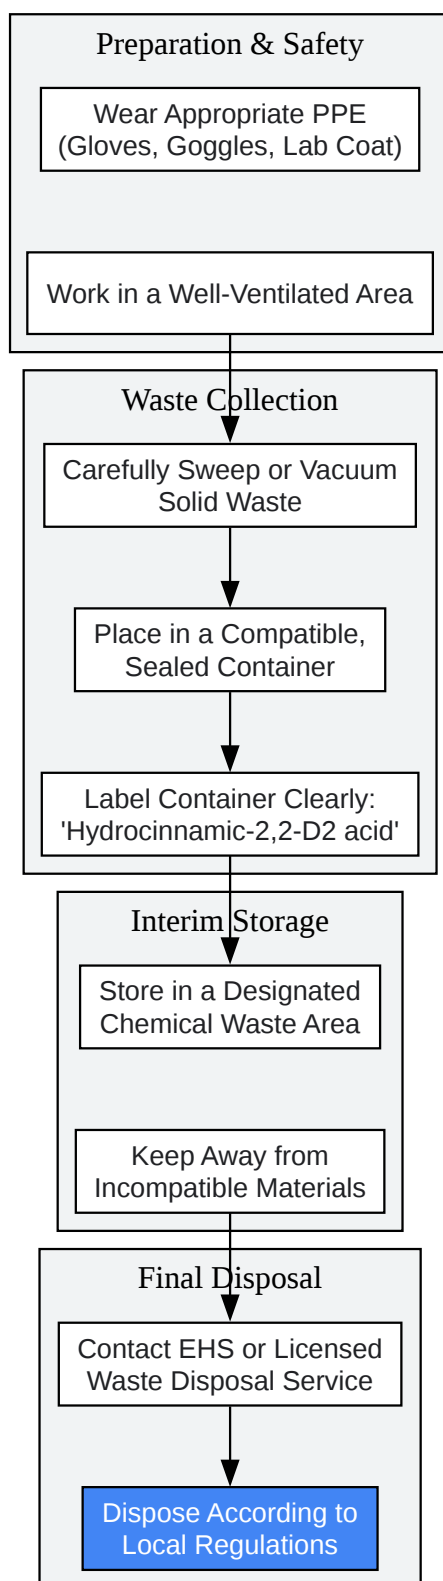 Preparation & Safety
Wear Appropriate PPE
(Gloves, Goggles, Lab Coat)
Work in a Well-Ventilated Area
Waste Collection
Carefully Sweep or Vacuum
Solid Waste
Place in a Compatible,
Sealed Container
Label Container Clearly:
'Hydrocinnamic-2,2-D2 acid'
Interim Storage
Store in a Designated
Chemical Waste Area
Keep Away from
Incompatible Materials
Final Disposal
Contact EHS or Licensed
Waste Disposal Service
Dispose According to
Local Regulations